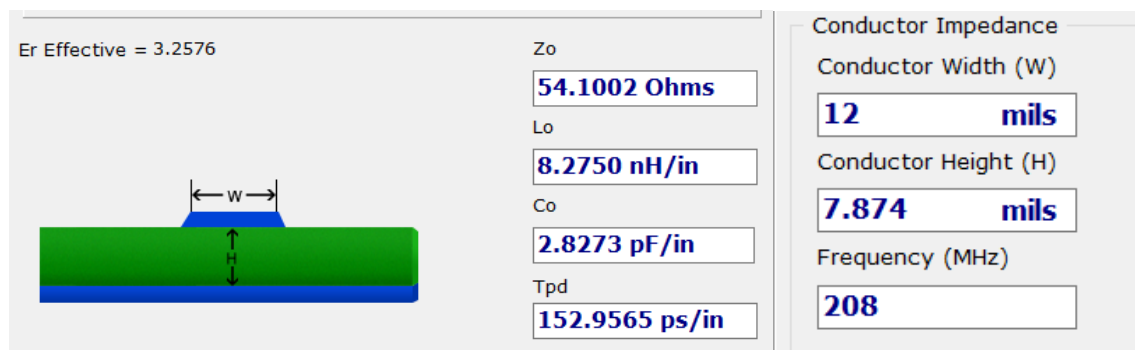 Er Effective = 3.2576
W
H
Zo
54.1002 Ohms
Lo
8.2750 nH/in
Co
2.8273 pF/in
Tpd
152.9565 ps/in
Conductor Impedance
Conductor Width (W)
12 mils
Conductor Height (H)
7.874 mils
Frequency (MHz)
208